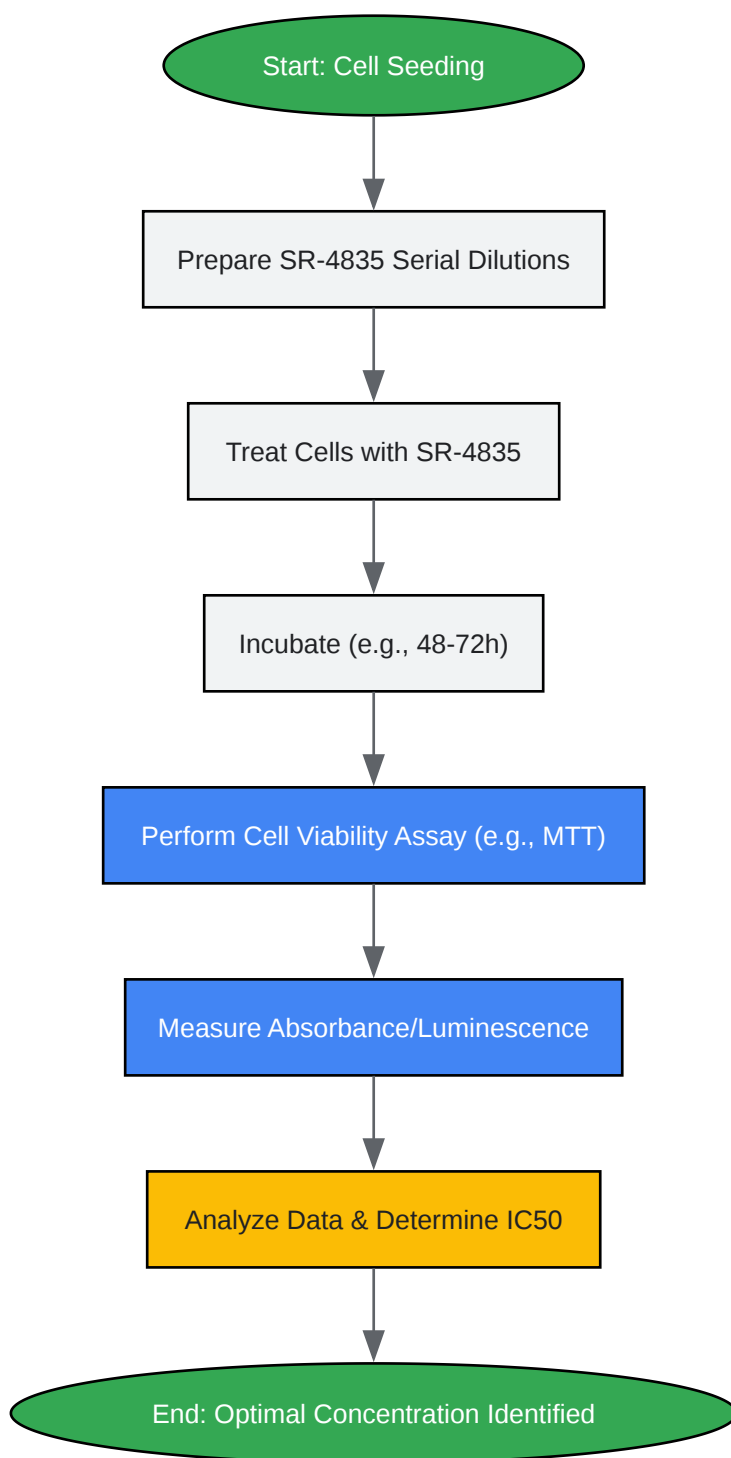 Start: Cell Seeding
Prepare SR-4835 Serial Dilutions
Treat Cells with SR-4835
Incubate (e.g., 48-72h)
Perform Cell Viability Assay (e.g., MTT)
Measure Absorbance/Luminescence
Analyze Data & Determine IC50
End: Optimal Concentration Identified